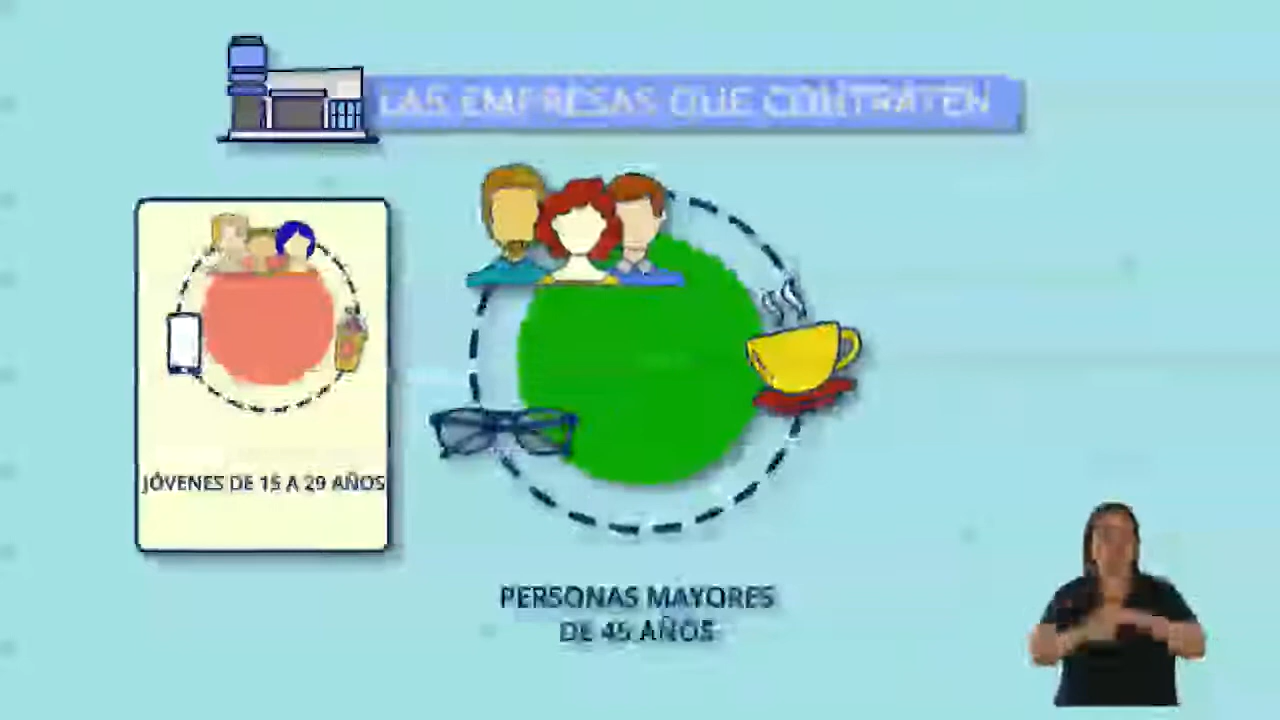 LAS EMPRESAS QUE CONTRATEN
JÓVENES DE 15 A 29 AÑOS
PERSONAS MAYORES
DE 45 AÑOS